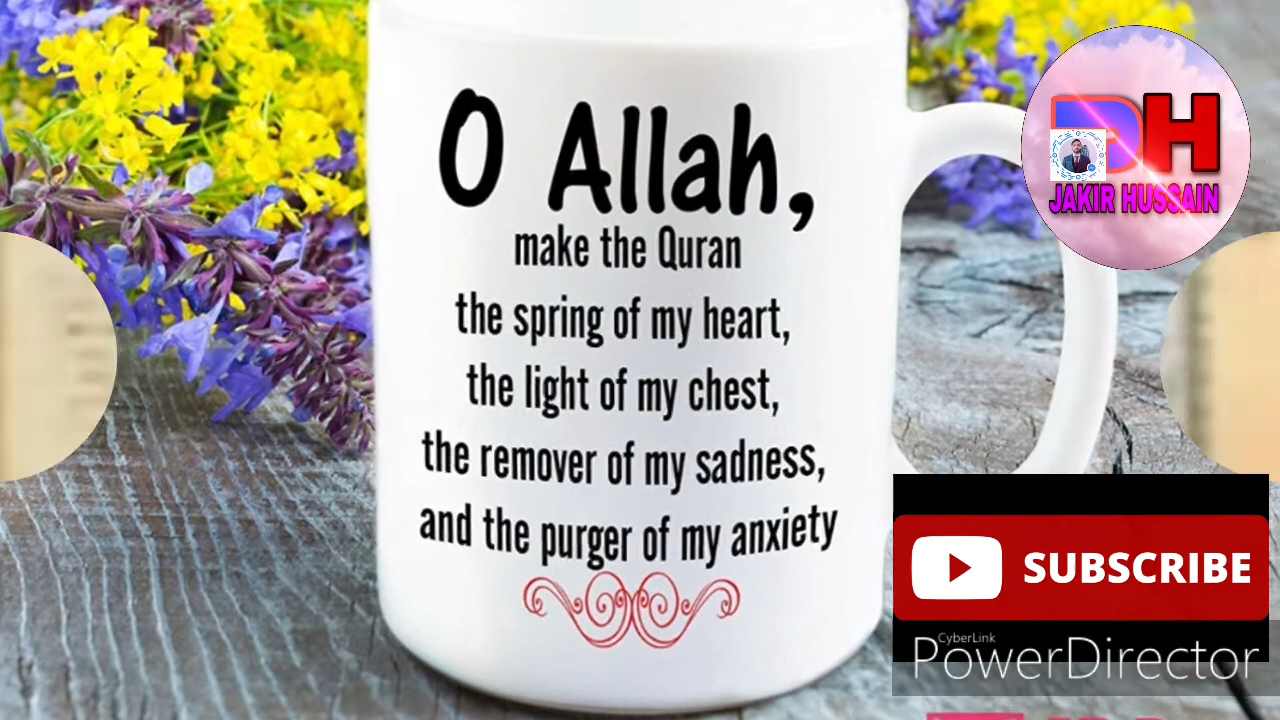 O Allah,
make the Quran
the spring of my heart,
the light of my chest,
the remover of my sadness,
and the purger of my anxiety
H
JAKIR HUSSAIN
SUBSCRIBE
CyberLink
PowerDirector